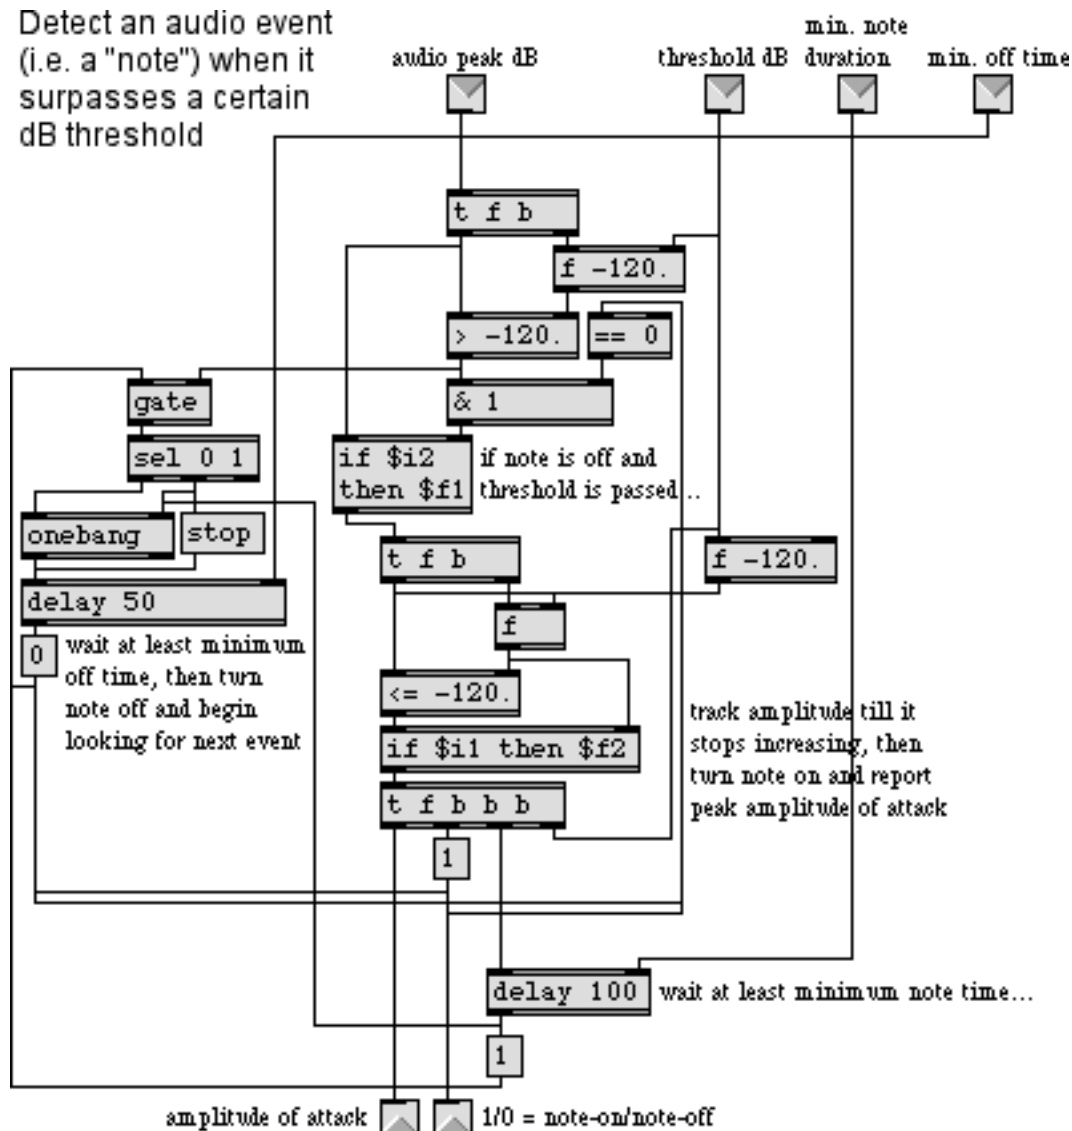 Detect an audio event
(i.e. a "note") when it
surpasses a certain
dB threshold
audio peak dB
threshold dB
min. note
duration
min. off time
t f b
f -120.
> -120.
== 0
gate
& 1
sel 0 1
if $i2
then $f1
if note is off and
threshold is passed...
onebang
stop
t f b
f -120.
delay 50
f
0
wait at least minimum
off time, then turn
note off and begin
looking for next event
<= -120.
track amplitude till it
stops increasing, then
turn note on and report
peak amplitude of attack
if $i1 then $f2
t f b b b
1
delay 100
wait at least minimum note time...
1
amplitude of attack
1/0 = note-on/note-off